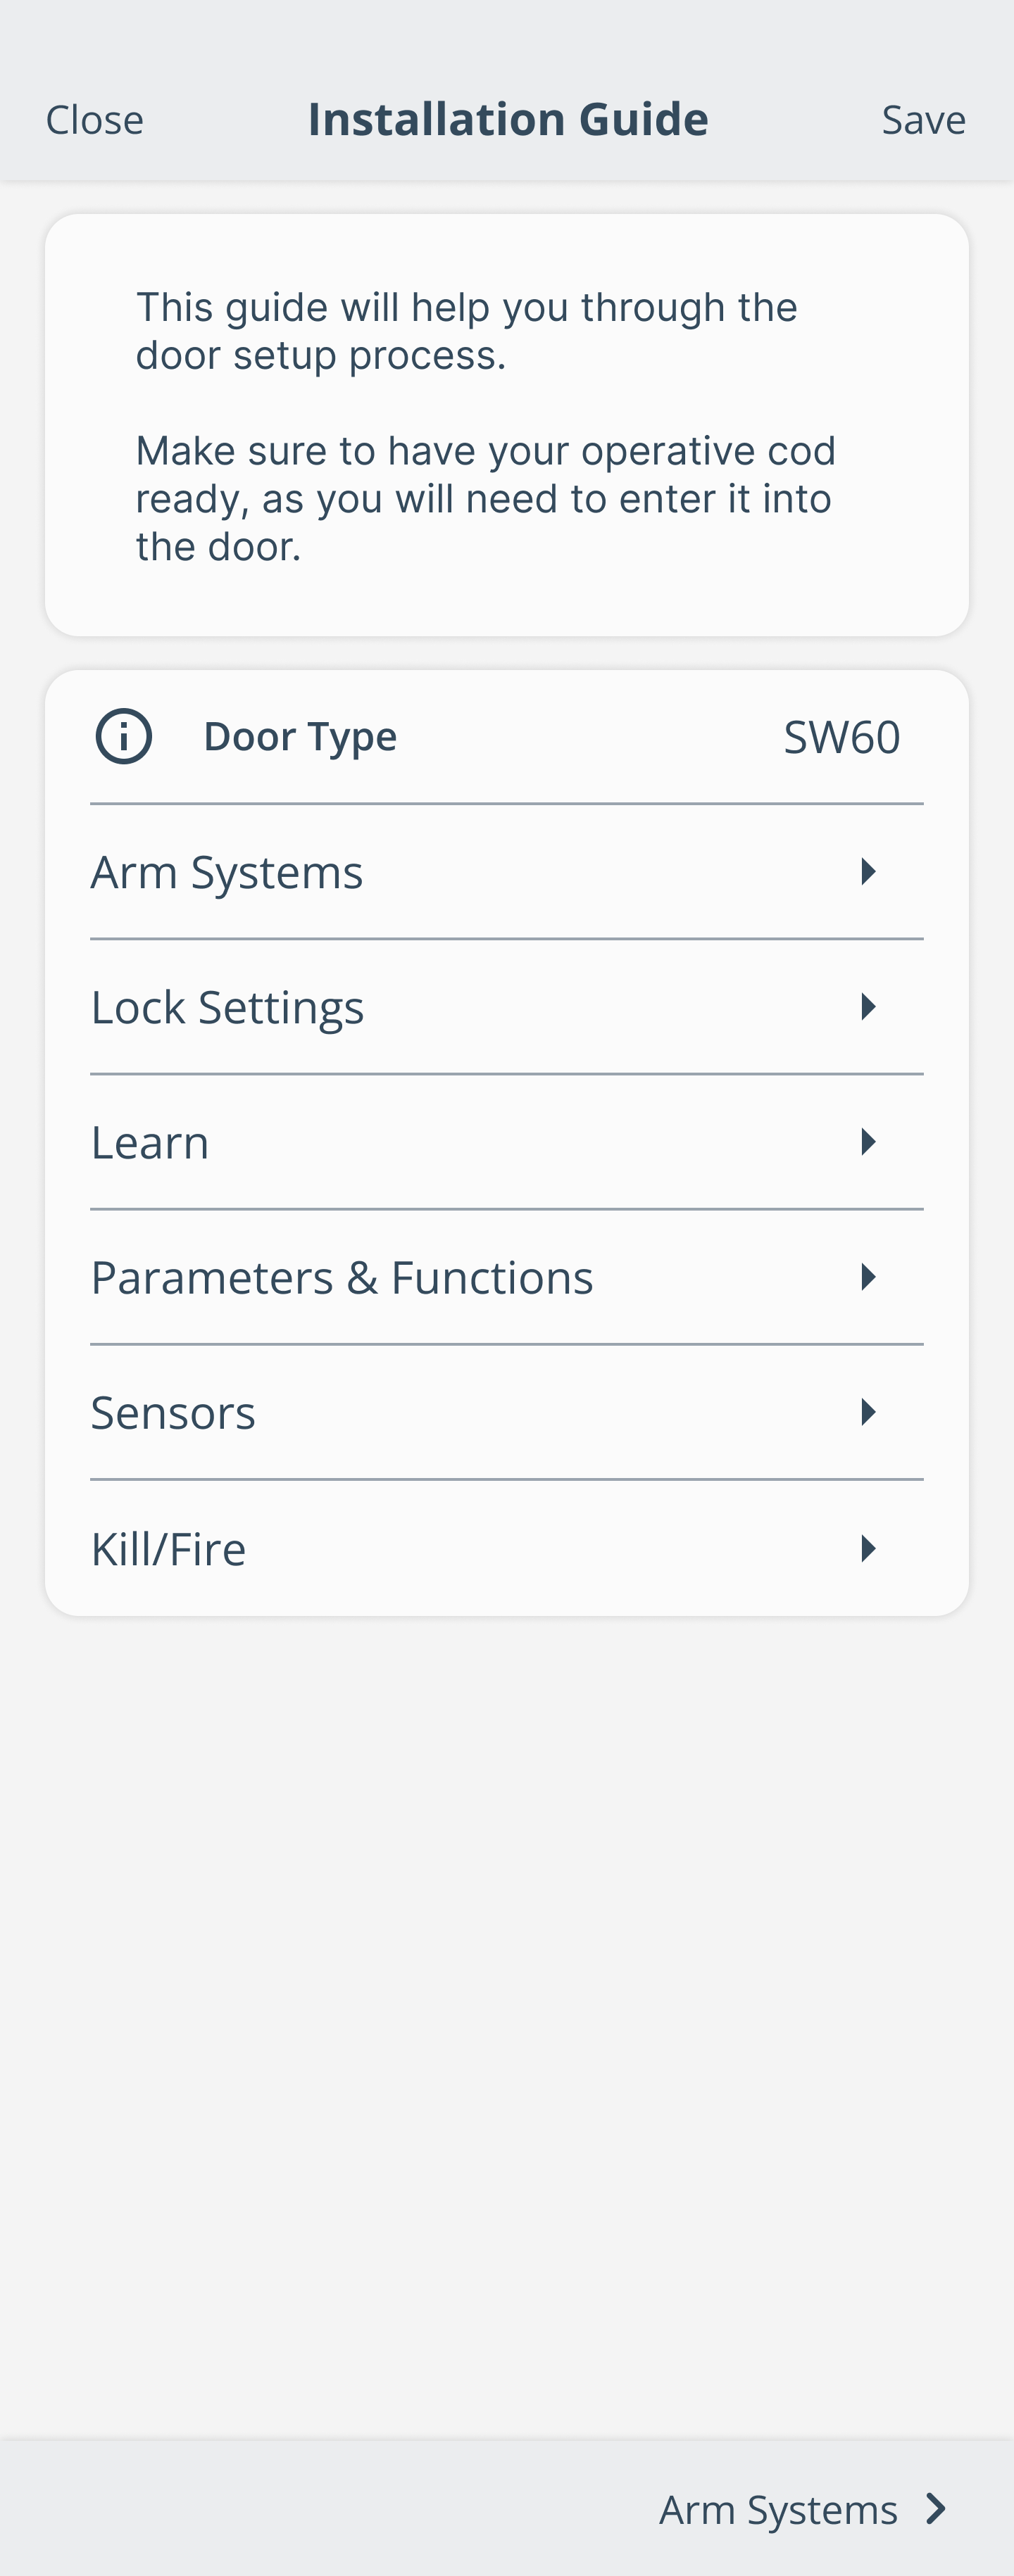 Close Installation Guide Save
This guide will help you through the
door setup process.
Make sure to have your operative cod
ready, as you will need to enter it into
the door.
Door Type SW60
Arm Systems
Lock Settings
Learn
Parameters & Functions
Sensors
Kill/Fire
Arm Systems